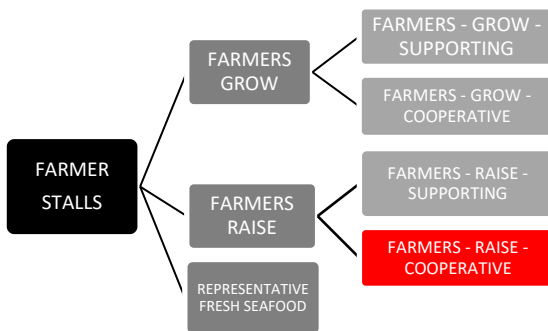 FARMER
STALLS
FARMERS
GROW
FARMERS - GROW -
SUPPORTING
FARMERS - GROW -
COOPERATIVE
FARMERS
RAISE
FARMERS - RAISE -
SUPPORTING
FARMERS - RAISE -
COOPERATIVE
REPRESENTATIVE
FRESH SEAFOOD